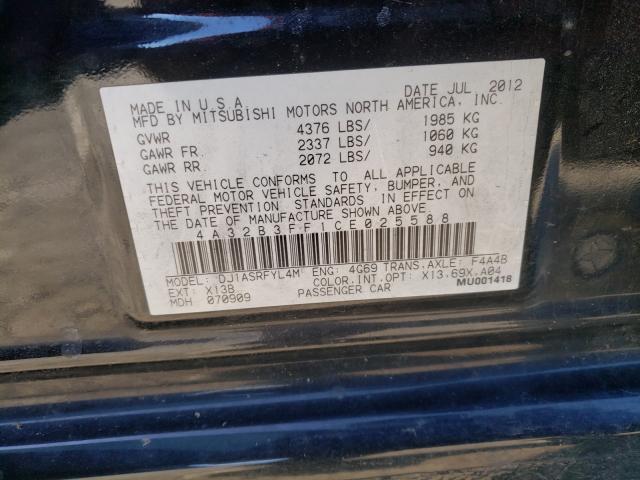 MADE IN U.S.A. DATE JUL 2012
MFD BY MITSUBISHI MOTORS NORTH AMERICA, INC.
GVWR 4376 LBS/ 1985 KG
GAWR FR. 2337 LBS/ 1060 KG
GAWR RR. 2072 LBS/ 940 KG
THIS VEHICLE CONFORMS TO ALL APPLICABLE
FEDERAL MOTOR VEHICLE SAFETY, BUMPER, AND
THEFT PREVENTION STANDARDS IN EFFECT ON
THE DATE OF MANUFACTURE SHOWN ABOVE.
4A32B3FF1CE025588
MODEL: DJ1ASRFYL4M ENG: 4G69 TRANS.AXLE: F4A4B
EXT: X13B COLOR.INT.OPT: X13.69X.A04
MDH 070909 PASSENGER CAR MU001418